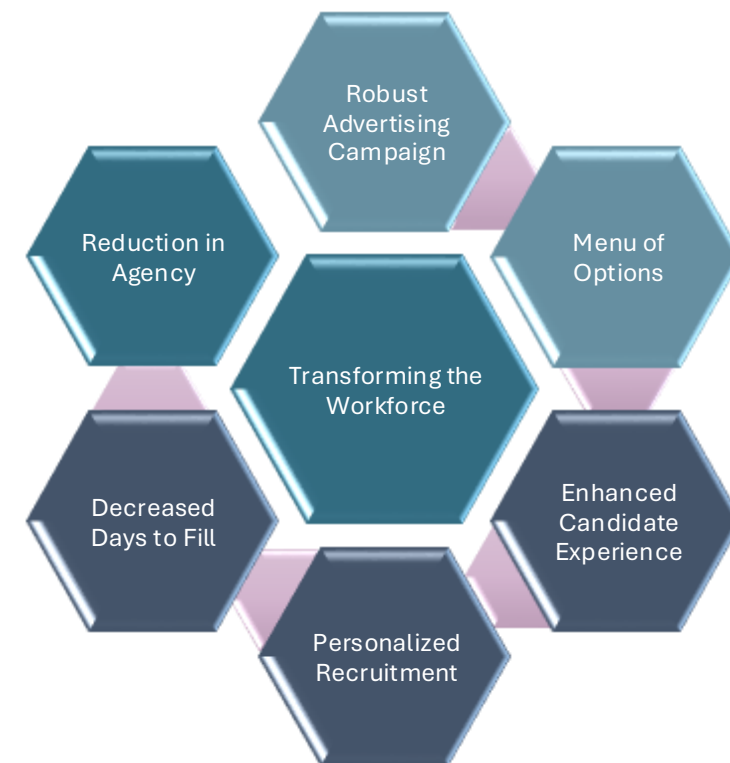 Robust
Advertising
Campaign
Menu of
Options
Enhanced
Candidate
Experience
Personalized
Recruitment
Decreased
Days to Fill
Reduction in
Agency
Transforming the
Workforce